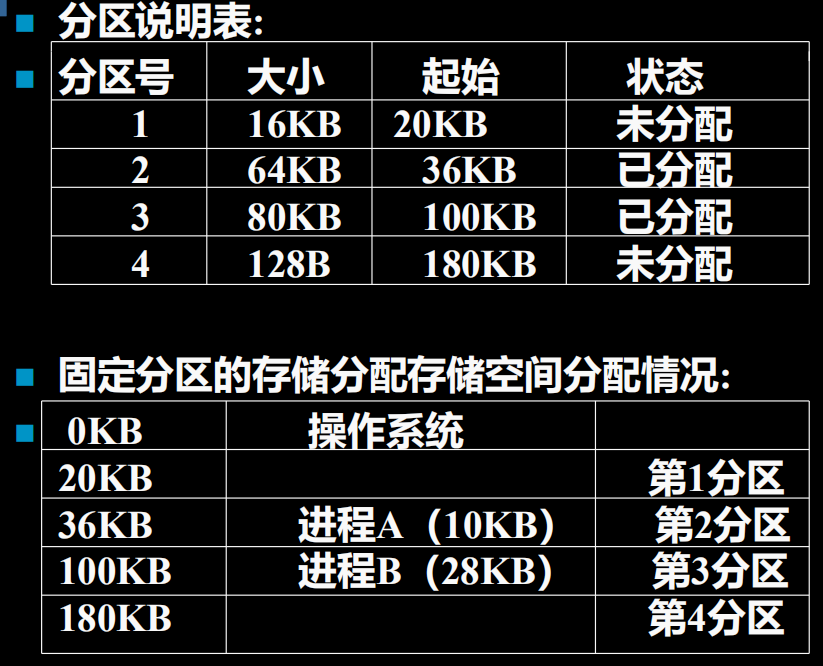 分区说明表:
分区号 大小 起始 状态
1 16KB 20KB 未分配
2 64KB 36KB 已分配
3 80KB 100KB 已分配
4 128B 180KB 未分配
固定分区的存储分配存储空间分配情况:
0KB 操作系统
20KB 第1分区
36KB 进程A（10KB） 第2分区
100KB 进程B（28KB） 第3分区
180KB 第4分区